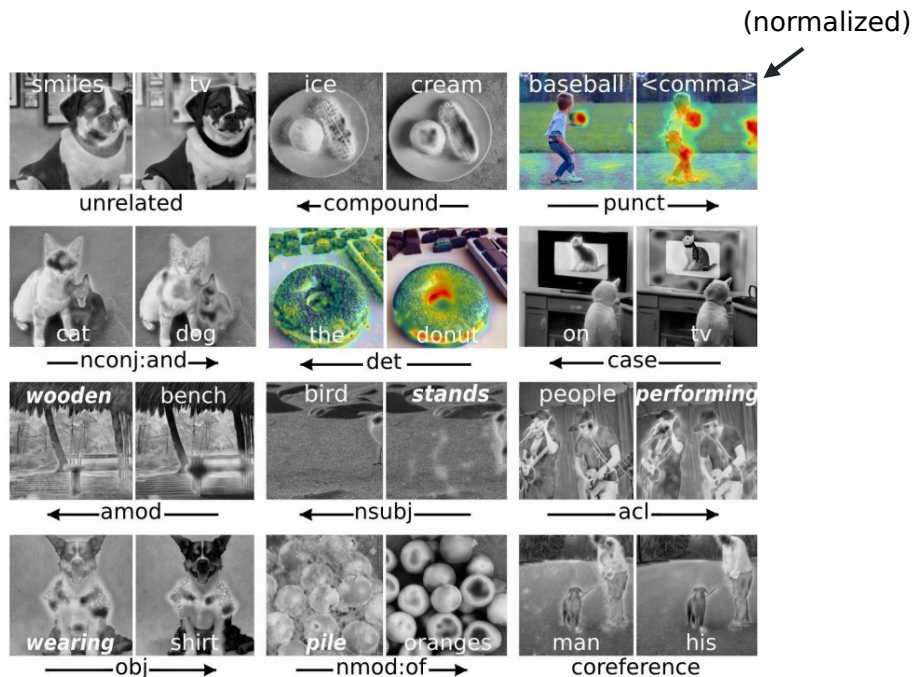 (normalized)
smiles tv ice cream baseball <comma>
unrelated compound punct
cat dog the donut on tv
nconj:and det case
wooden bench bird stands people performing
amod nsubj acl
wearing shirt pile oranges man his
obj nmod:of coreference